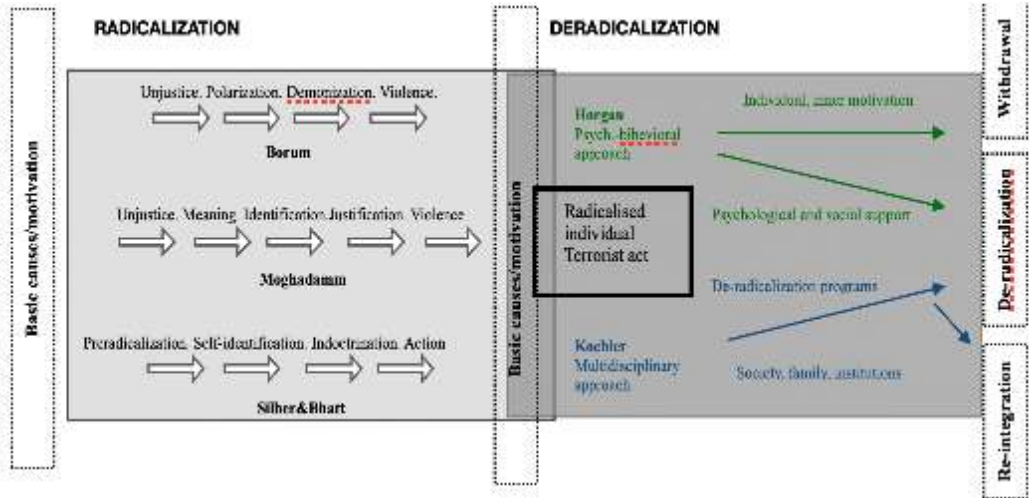 RADICALIZATION
DERADICALIZATION
Basic causes/motivation
Unjustice. Polarization. Demonization. Violence.
Borum
Unjustice. Meaning. Identification Justification. Violence
Moghadamm
Preradicalization. Self-identification. Indoctrination. Action
Silber&Bhart
Basic causes/motivation
Radicalised
individual
Terrorist act
Horgan
Psych.-bihevioral
approach
Individual, inner motivation
Psychological and social support
De-radicalization programs
Koehler
Multidisciplinary
approach
Society, family, institutions
Withdrawal
De-radicalization
Re-integration